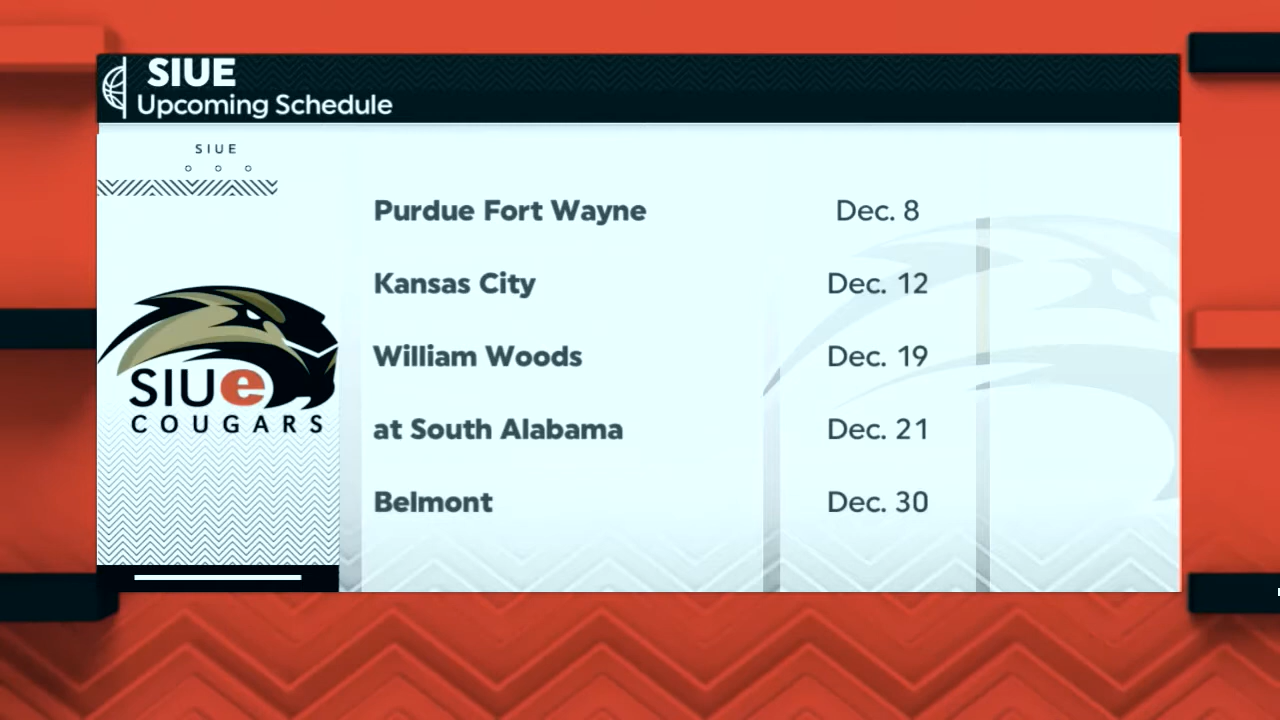 SIUE
Upcoming Schedule
SIUE
Purdue Fort Wayne Dec. 8
Kansas City Dec. 12
William Woods Dec. 19
at South Alabama Dec. 21
Belmont Dec. 30
SIUe
COUGARS